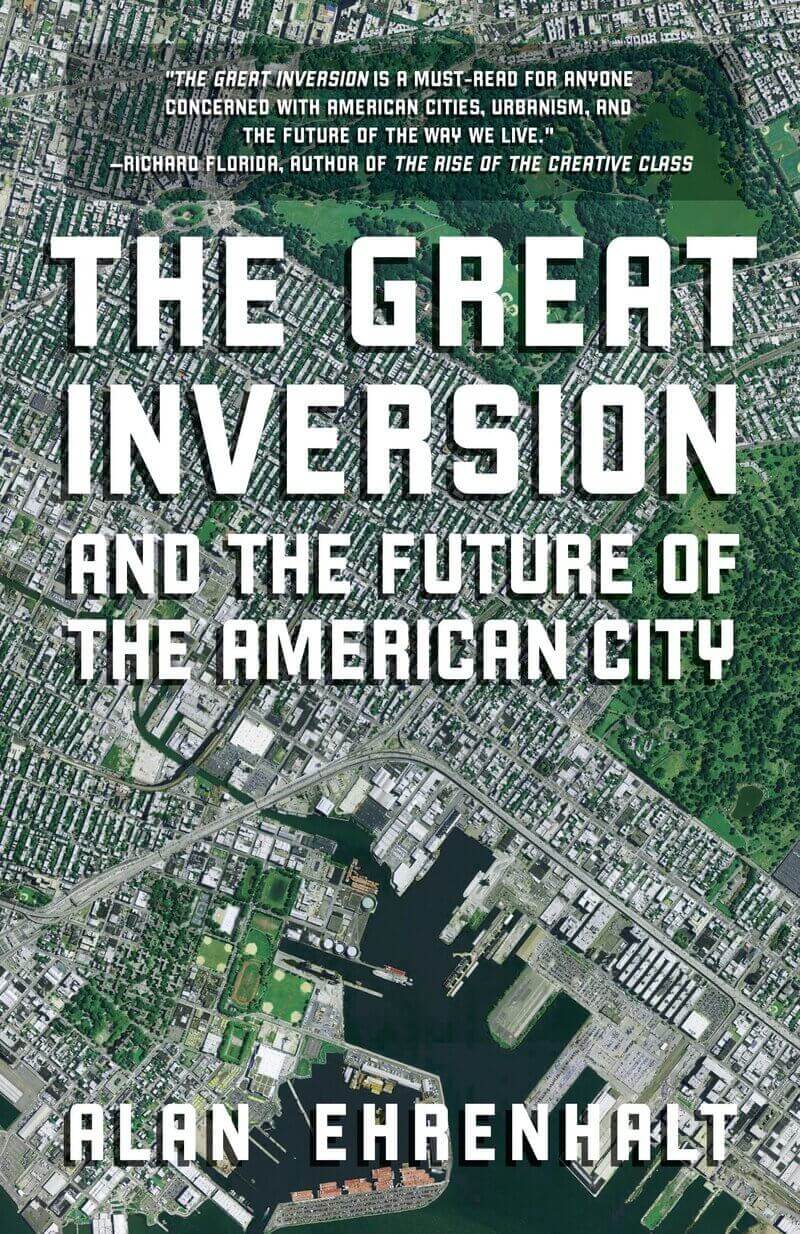 "THE GREAT INVERSION IS A MUST-READ FOR ANYONE
CONCERNED WITH AMERICAN CITIES, URBANISM, AND
THE FUTURE OF THE WAY WE LIVE."
—RICHARD FLORIDA, AUTHOR OF THE RISE OF THE CREATIVE CLASS
THE GREAT
INVERSION
AND THE FUTURE OF
THE AMERICAN CITY
ALAN EHRENHALT